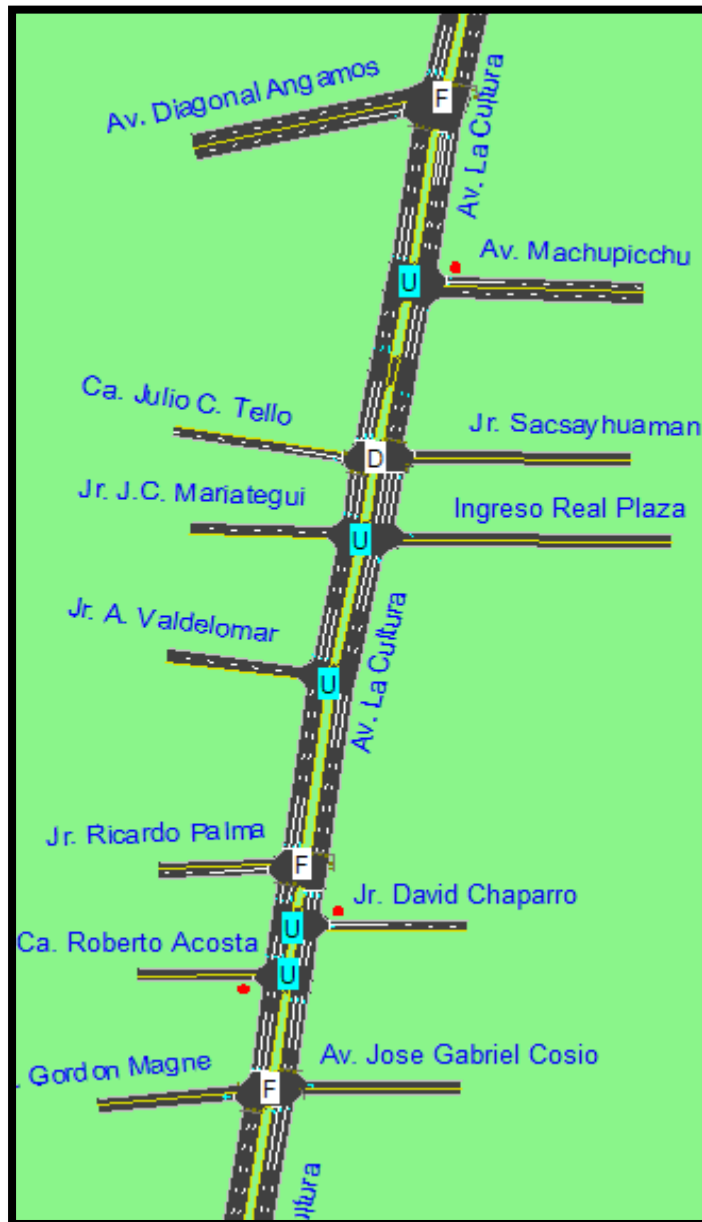 Av. Diagonal Angamos
F
Av. La Cultura
Av. Machupicchu
U
Ca. Julio C. Tello
Jr. Sacsayhuaman
D
Jr. J.C. Mariategui
Ingreso Real Plaza
U
Jr. A. Valdelomar
U
Av. La Cultura
Jr. Ricardo Palma
F
Jr. David Chaparro
U
Ca. Roberto Acosta
U
. Gordon Magne
Av. Jose Gabriel Cosio
F